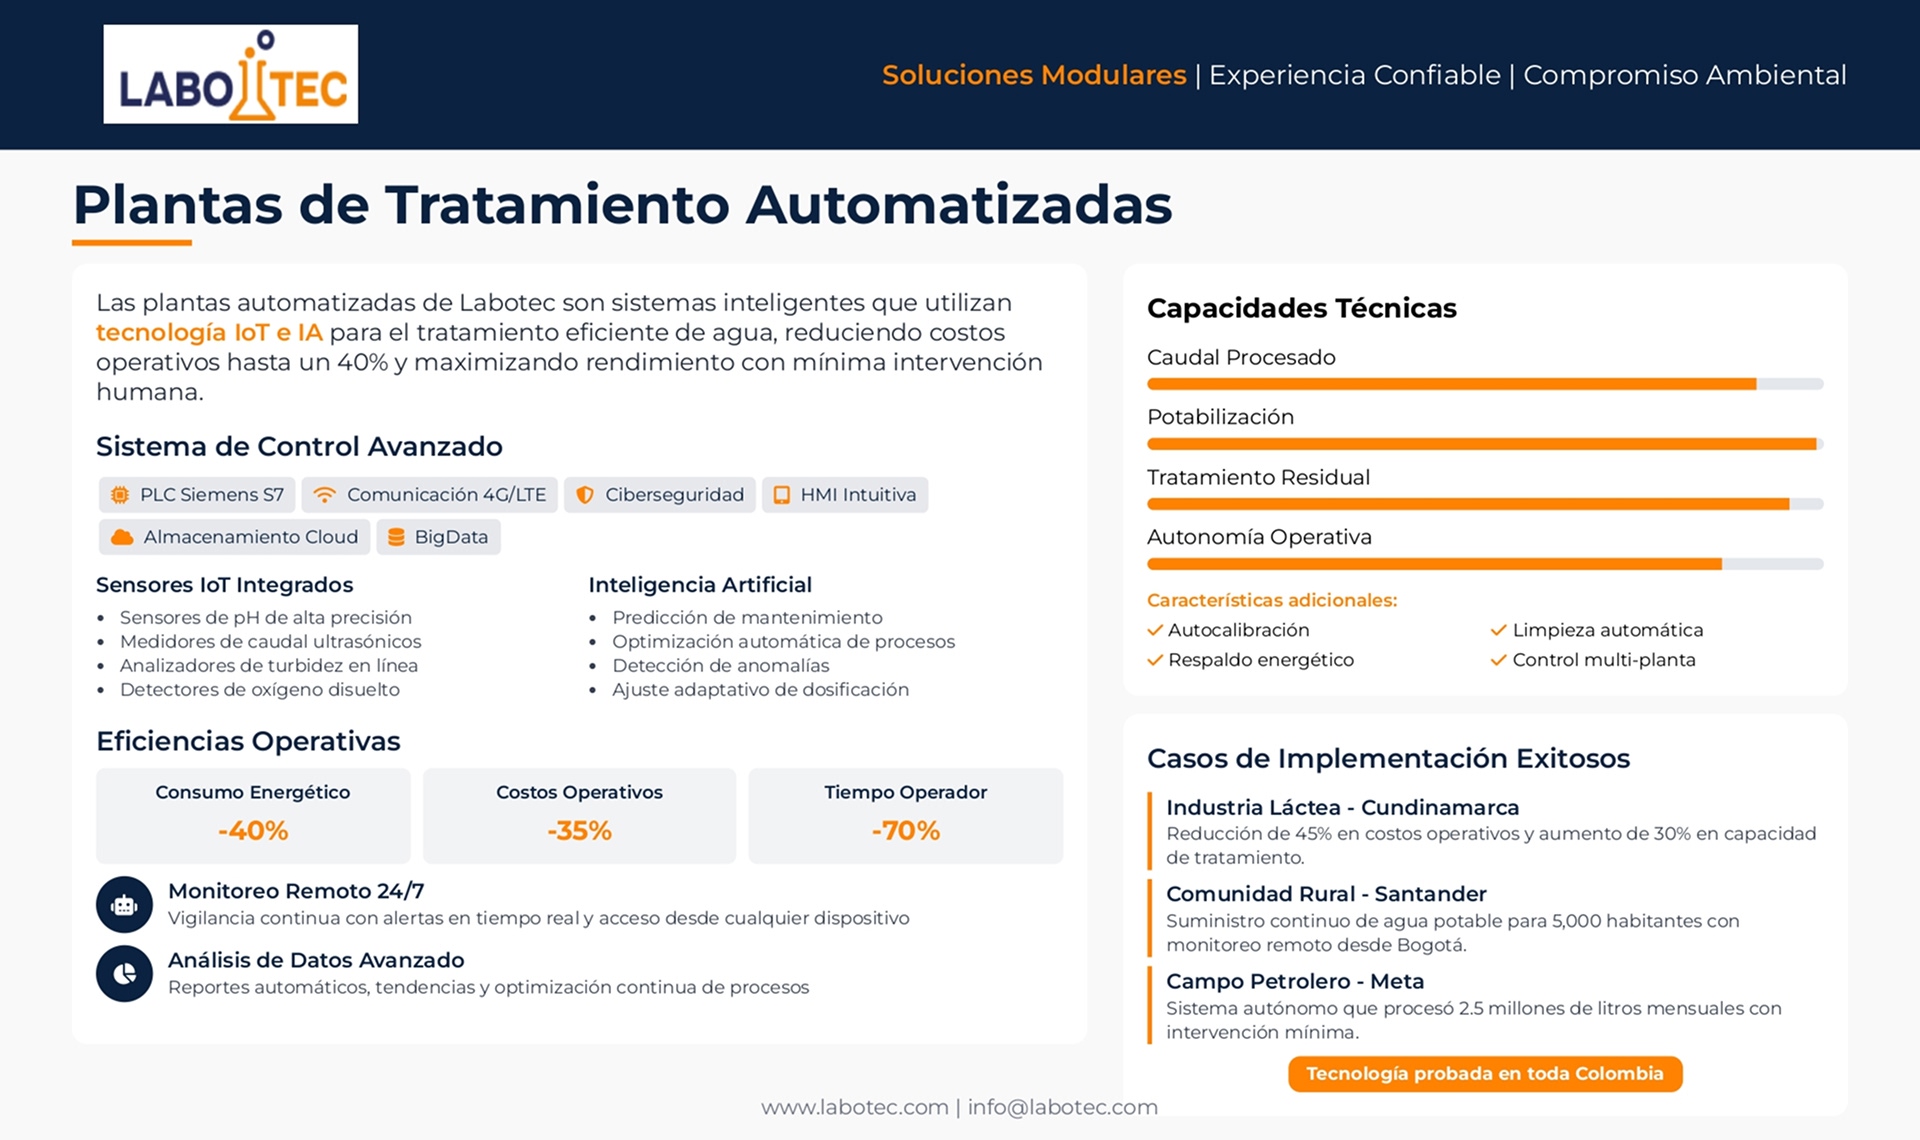 LABO TEC
Soluciones Modulares | Experiencia Confiable | Compromiso Ambiental
Plantas de Tratamiento Automatizadas
Las plantas automatizadas de Labotec son sistemas inteligentes que utilizan
tecnología IoT e IA para el tratamiento eficiente de agua, reduciendo costos
operativos hasta un 40% y maximizando rendimiento con mínima intervención
humana.
Sistema de Control Avanzado
PLC Siemens S7
Comunicación 4G/LTE
Ciberseguridad
HMI Intuitiva
Almacenamiento Cloud
BigData
Sensores IoT Integrados
• Sensores de pH de alta precisión
• Medidores de caudal ultrasónicos
• Analizadores de turbidez en línea
• Detectores de oxígeno disuelto
Inteligencia Artificial
• Predicción de mantenimiento
• Optimización automática de procesos
• Detección de anomalías
• Ajuste adaptativo de dosificación
Eficiencias Operativas
Consumo Energético
-40%
Costos Operativos
-35%
Tiempo Operador
-70%
Monitoreo Remoto 24/7
Vigilancia continua con alertas en tiempo real y acceso desde cualquier dispositivo
Análisis de Datos Avanzado
Reportes automáticos, tendencias y optimización continua de procesos
Capacidades Técnicas
Caudal Procesado
Potabilización
Tratamiento Residual
Autonomía Operativa
Características adicionales:
Autocalibración
Limpieza automática
Respaldo energético
Control multi-planta
Casos de Implementación Exitosos
Industria Láctea - Cundinamarca
Reducción de 45% en costos operativos y aumento de 30% en capacidad
de tratamiento.
Comunidad Rural - Santander
Suministro continuo de agua potable para 5,000 habitantes con
monitoreo remoto desde Bogotá.
Campo Petrolero - Meta
Sistema autónomo que procesó 2.5 millones de litros mensuales con
intervención mínima.
Tecnología probada en toda Colombia
www.labotec.com | info@labotec.com